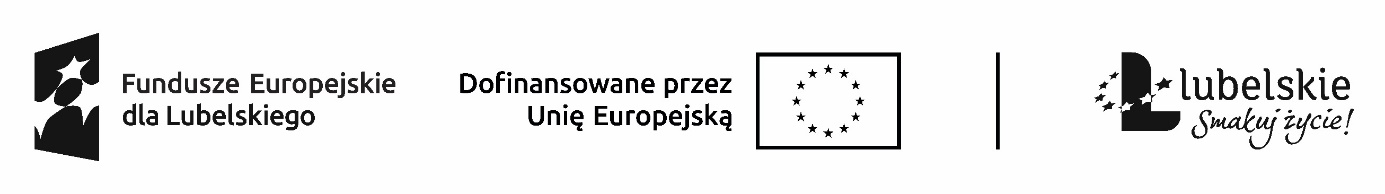 Fundusze Europejskie
dla Lubelskiego
Dofinansowane przez
Unię Europejską
lubelskie
Smakuj życie!